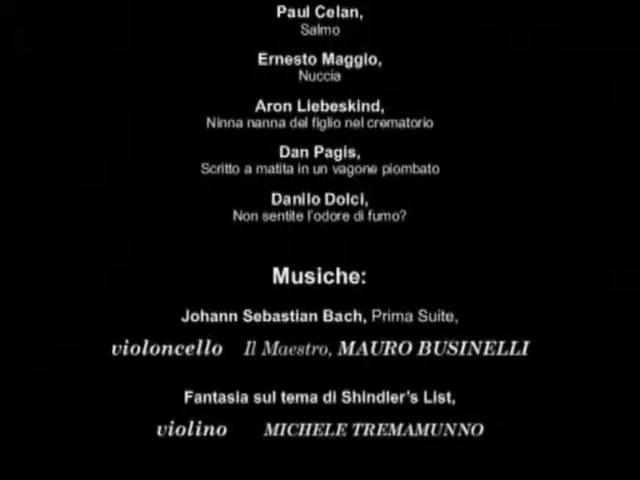 Paul Celan,
Salmo
Ernesto Maggio,
Nuccia
Aron Liebeskind,
Ninna nanna del figlio nel crematorio
Dan Pagis,
Scritto a matita in un vagone piombato
Danilo Dolci,
Non sentite l'odore di fumo?
Musiche:
Johann Sebastian Bach, Prima Suite,
violoncello Il Maestro, MAURO BUSINELLI
Fantasia sul tema di Shindler's List,
violino MICHELE TREMAMUNNO